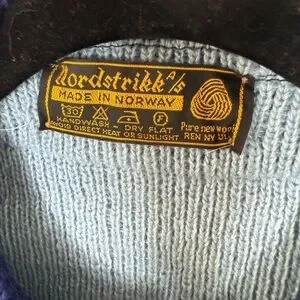 Nordstrikk A/S
MADE IN NORWAY
30 F
HANDWASH - DRY FLAT
AVOID DIRECT HEAT OR SUNLIGHT
Pure new wool
REN NY ULL